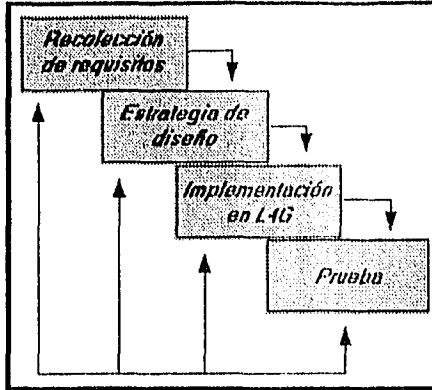 Recolección
de requisitos
Estrategia de
diseño
Implementación
en L4G
Prueba